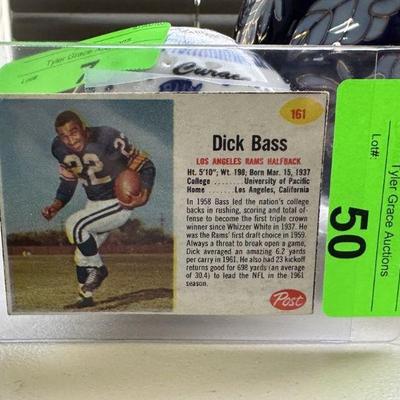 Tyler Grace Auctions
Lot#:
161
Dick Bass
LOS ANGELES RAMS HALFBACK
Ht. 5'10"; Wt. 198; Born Mar. 15, 1937
College ........ University of Pacific
Home ...... Los Angeles, California
In 1958 Bass led the nation's college
backs in rushing, scoring and total of-
fense to become the first triple crown
winner since Whizzer White in 1937. He
was the Rams' first draft choice in 1959.
Always a threat to break open a game,
Dick averaged an amazing 6.2 yards
per carry in 1961. He also had 23 kickoff
returns good for 698 yards (an average
of 30.4) to lead the NFL in the 1961
season.
Post
22
Tyler Grace Auctions
Lot#:
50